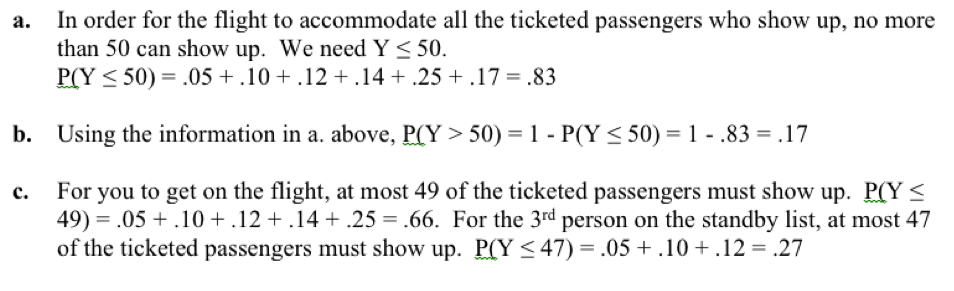 a. In order for the flight to accommodate all the ticketed passengers who show up, no more
than 50 can show up. We need Y ≤ 50.
P(Y ≤ 50) = .05 + .10 + .12 + .14 + .25 + .17 = .83
b. Using the information in a. above, P(Y > 50) = 1 - P(Y ≤ 50) = 1 - .83 = .17
c. For you to get on the flight, at most 49 of the ticketed passengers must show up. P(Y ≤
49) = .05 + .10 + .12 + .14 + .25 = .66. For the 3rd person on the standby list, at most 47
of the ticketed passengers must show up. P(Y ≤ 47) = .05 + .10 + .12 = .27